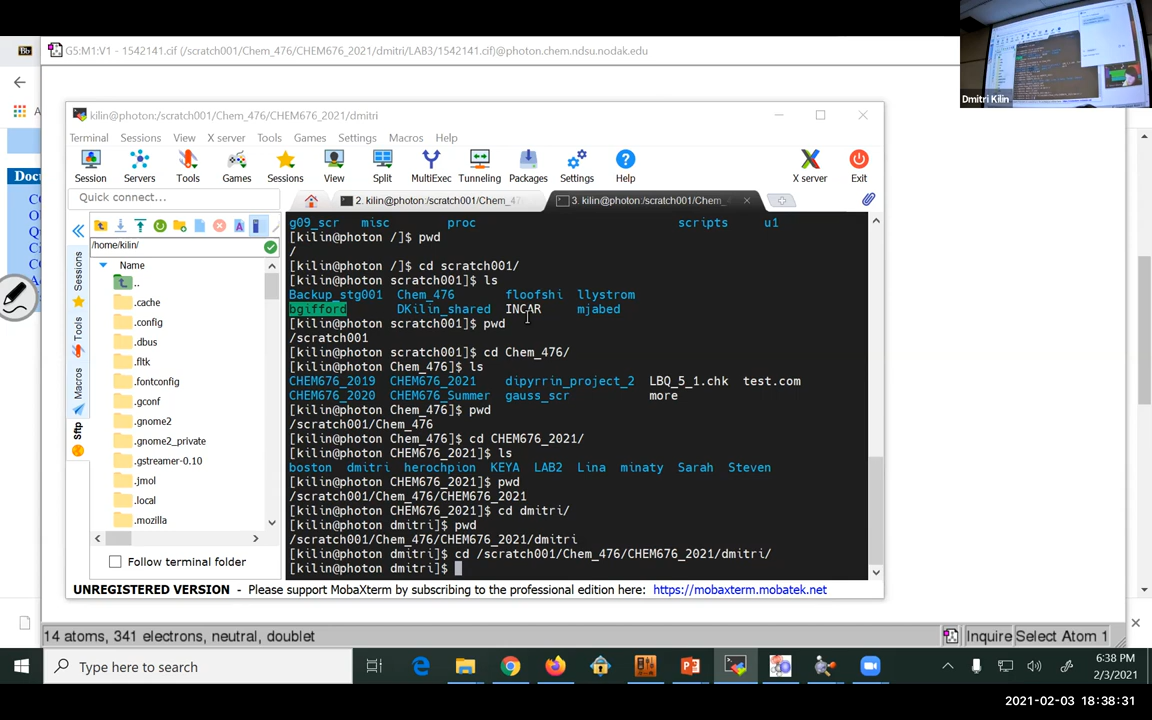 G5:M1:V1 - 1542141.cif (/scratch001/Chem_476/CHEM676_2021/dmitri/LAB3/1542141.cif)@photon.chem.ndsu.nodak.edu
Dmitri Kilin
Bb
kilin@photon:/scratch001/Chem_476/CHEM676_2021/dmitri
Terminal Sessions View X server Tools Games Settings Macros Help
Session Servers Tools Games Sessions View Split MultiExec Tunneling Packages Settings Help X server Exit
Quick connect...
2. kilin@photon:/scratch001/Chem_47
3. kilin@photon:/scratch001/Chem_
/home/kilin/
Name
..
.cache
.config
.dbus
.fltk
.fontconfig
.gconf
.gnome2
.gnome2_private
.gstreamer-0.10
.jmol
.local
.mozilla
Sessions
Tools
Macros
Sftp
Follow terminal folder
g09_scr misc proc scripts u1
[kilin@photon /]$ pwd
/
[kilin@photon /]$ cd scratch001/
[kilin@photon scratch001]$ ls
Backup_stg001 Chem_476 floofshi llystrom
bgifford DKilin_shared INCAR mjabed
[kilin@photon scratch001]$ pwd
/scratch001
[kilin@photon scratch001]$ cd Chem_476/
[kilin@photon Chem_476]$ ls
CHEM676_2019 CHEM676_2021 dipyrrin_project_2 LBQ_5_1.chk test.com
CHEM676_2020 CHEM676_Summer gauss_scr more
[kilin@photon Chem_476]$ pwd
/scratch001/Chem_476
[kilin@photon Chem_476]$ cd CHEM676_2021/
[kilin@photon CHEM676_2021]$ ls
boston dmitri herochpion KEYA LAB2 Lina minaty Sarah Steven
[kilin@photon CHEM676_2021]$ pwd
/scratch001/Chem_476/CHEM676_2021
[kilin@photon CHEM676_2021]$ cd dmitri/
[kilin@photon dmitri]$ pwd
/scratch001/Chem_476/CHEM676_2021/dmitri
[kilin@photon dmitri]$ cd /scratch001/Chem_476/CHEM676_2021/dmitri/
[kilin@photon dmitri]$
UNREGISTERED VERSION - Please support MobaXterm by subscribing to the professional edition here: https://mobaxterm.mobatek.net
14 atoms, 341 electrons, neutral, doublet
Inquire Select Atom 1
Type here to search
6:38 PM
2/3/2021
2021-02-03 18:38:31